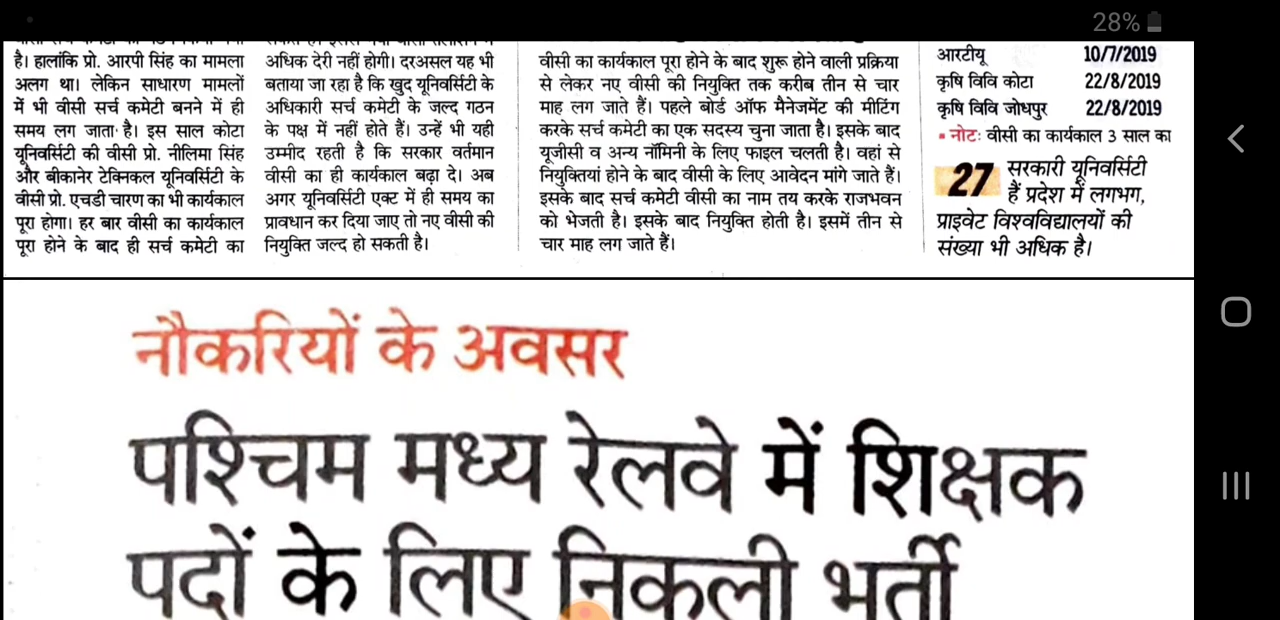 28%
है। हालांकि प्रो. आरपी सिंह का मामला
अलग था। लेकिन साधारण मामलों
में भी वीसी सर्च कमेटी बनने में ही
समय लग जाता है। इस साल कोटा
यूनिवर्सिटी की वीसी प्रो. नीलिमा सिंह
और बीकानेर टेक्निकल यूनिवर्सिटी के
वीसी प्रो. एचडी चारण का भी कार्यकाल
पूरा होगा। हर बार वीसी का कार्यकाल
पूरा होने के बाद ही सर्च कमेटी का
अधिक देरी नहीं होगी। दरअसल यह भी
बताया जा रहा है कि खुद यूनिवर्सिटी के
अधिकारी सर्च कमेटी के जल्द गठन
के पक्ष में नहीं होते हैं। उन्हें भी यही
उम्मीद रहती है कि सरकार वर्तमान
वीसी का ही कार्यकाल बढ़ा दे। अब
अगर यूनिवर्सिटी एक्ट में ही समय का
प्रावधान कर दिया जाए तो नए वीसी की
नियुक्ति जल्द हो सकती है।
वीसी का कार्यकाल पूरा होने के बाद शुरू होने वाली प्रक्रिया
से लेकर नए वीसी की नियुक्ति तक करीब तीन से चार
माह लग जाते हैं। पहले बोर्ड ऑफ मैनेजमेंट की मीटिंग
करके सर्च कमेटी का एक सदस्य चुना जाता है। इसके बाद
यूजीसी व अन्य नॉमिनी के लिए फाइल चलती है। वहां से
नियुक्तियां होने के बाद वीसी के लिए आवेदन मांगे जाते हैं।
इसके बाद सर्च कमेटी वीसी का नाम तय करके राजभवन
को भेजती है। इसके बाद नियुक्ति होती है। इसमें तीन से
चार माह लग जाते हैं।
आरटीयू 10/7/2019
कृषि विवि कोटा 22/8/2019
कृषि विवि जोधपुर 22/8/2019
▪ नोट: वीसी का कार्यकाल 3 साल का
27 सरकारी यूनिवर्सिटी
हैं प्रदेश में लगभग,
प्राइवेट विश्वविद्यालयों की
संख्या भी अधिक है।
नौकरियों के अवसर
पश्चिम मध्य रेलवे में शिक्षक
पदों के लिए निकली भर्ती